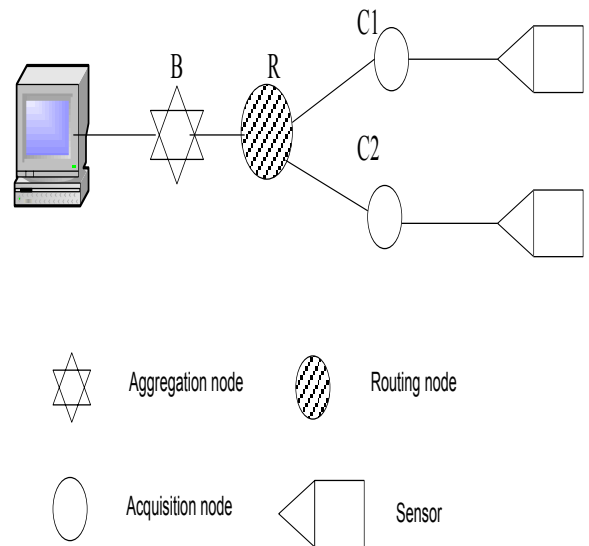 C1
B
R
C2
Aggregation node
Routing node
Acquisition node
Sensor